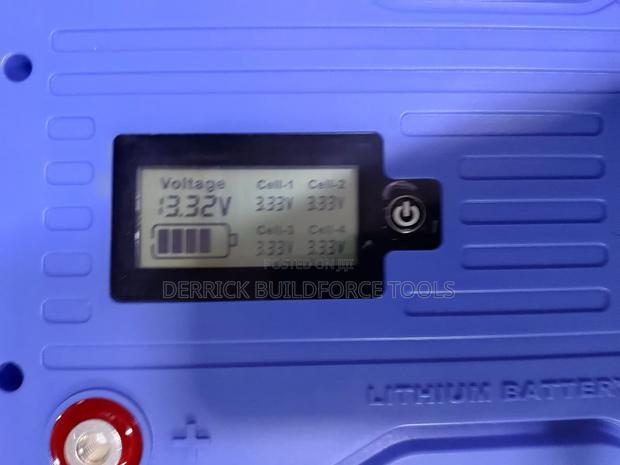 Voltage
13.32V
Cell-1 Cell-2
3.33V 3.33V
Cell-3 Cell-4
3.33V 3.33V
POSTED ON JIJI
DERRICK BUILDFORCE TOOLS
LITHIUM BATTERY
+